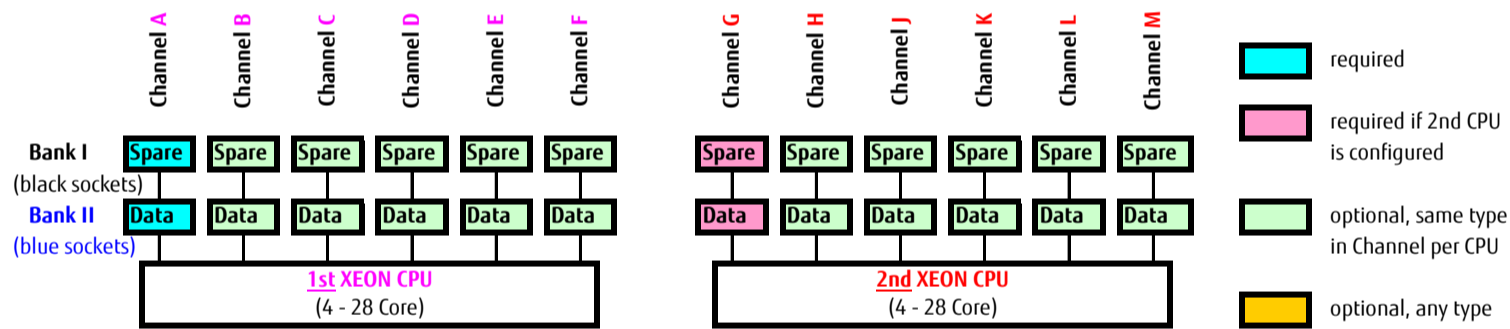 Channel A
Channel B
Channel C
Channel D
Channel E
Channel F
Channel G
Channel H
Channel J
Channel K
Channel L
Channel M
Bank I
(black sockets)
Spare Spare Spare Spare Spare Spare Spare Spare Spare Spare Spare Spare
Bank II
(blue sockets)
Data Data Data Data Data Data Data Data Data Data Data Data
1st XEON CPU
(4 - 28 Core)
2nd XEON CPU
(4 - 28 Core)
required
required if 2nd CPU
is configured
optional, same type
in Channel per CPU
optional, any type